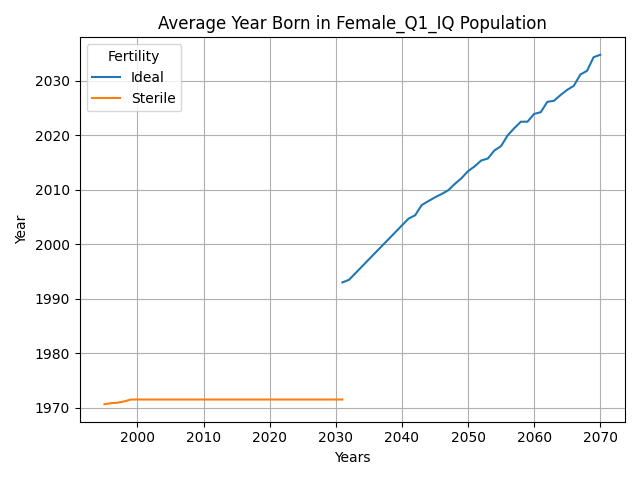 Average Year Born in Female_Q1_IQ Population
Fertility
Ideal
Sterile
Year
2030
2020
2010
2000
1990
1980
1970
2000 2010 2020 2030 2040 2050 2060 2070
Years